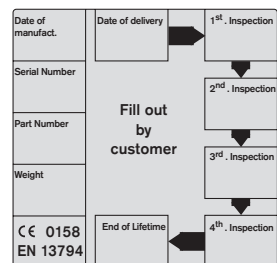 Date of
manufact.
Serial Number
Part Number
Weight
CE 0158
EN 13794
Date of delivery
Fill out
by
customer
End of Lifetime
1st. Inspection
2nd. Inspection
3rd. Inspection
4th. Inspection